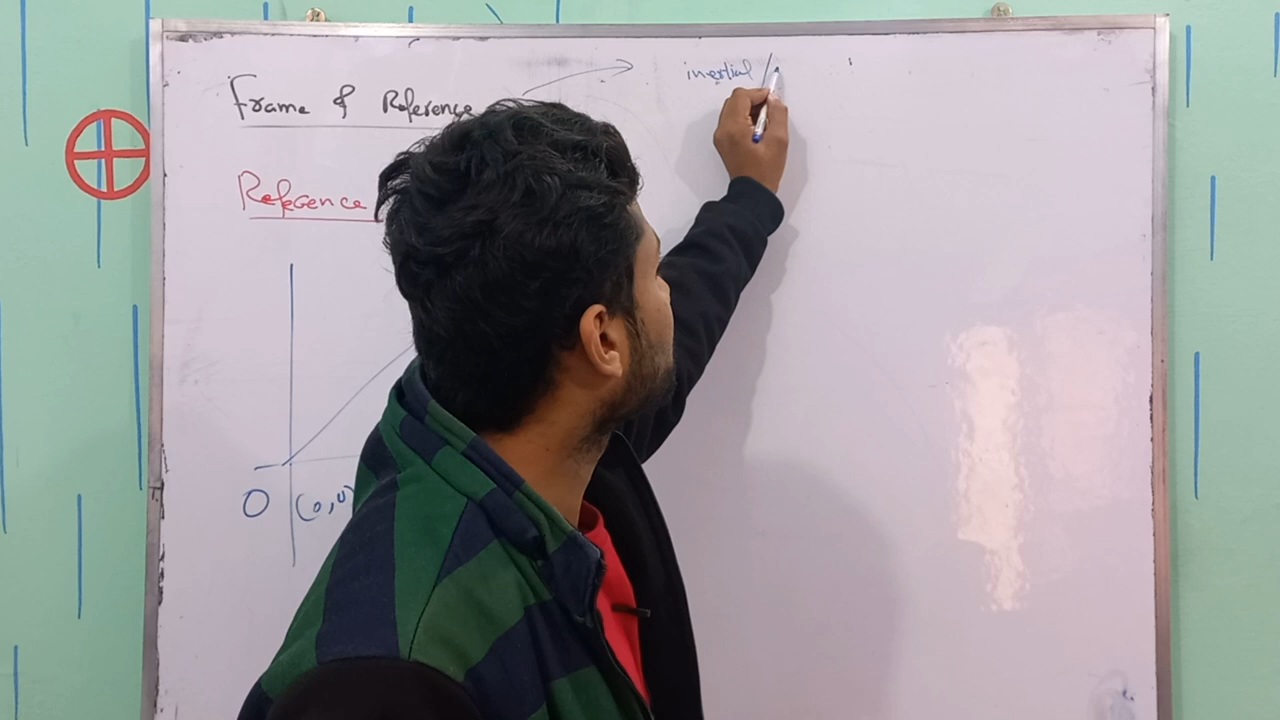 Frame of Reference
inertial /
Reference
O (0,0)